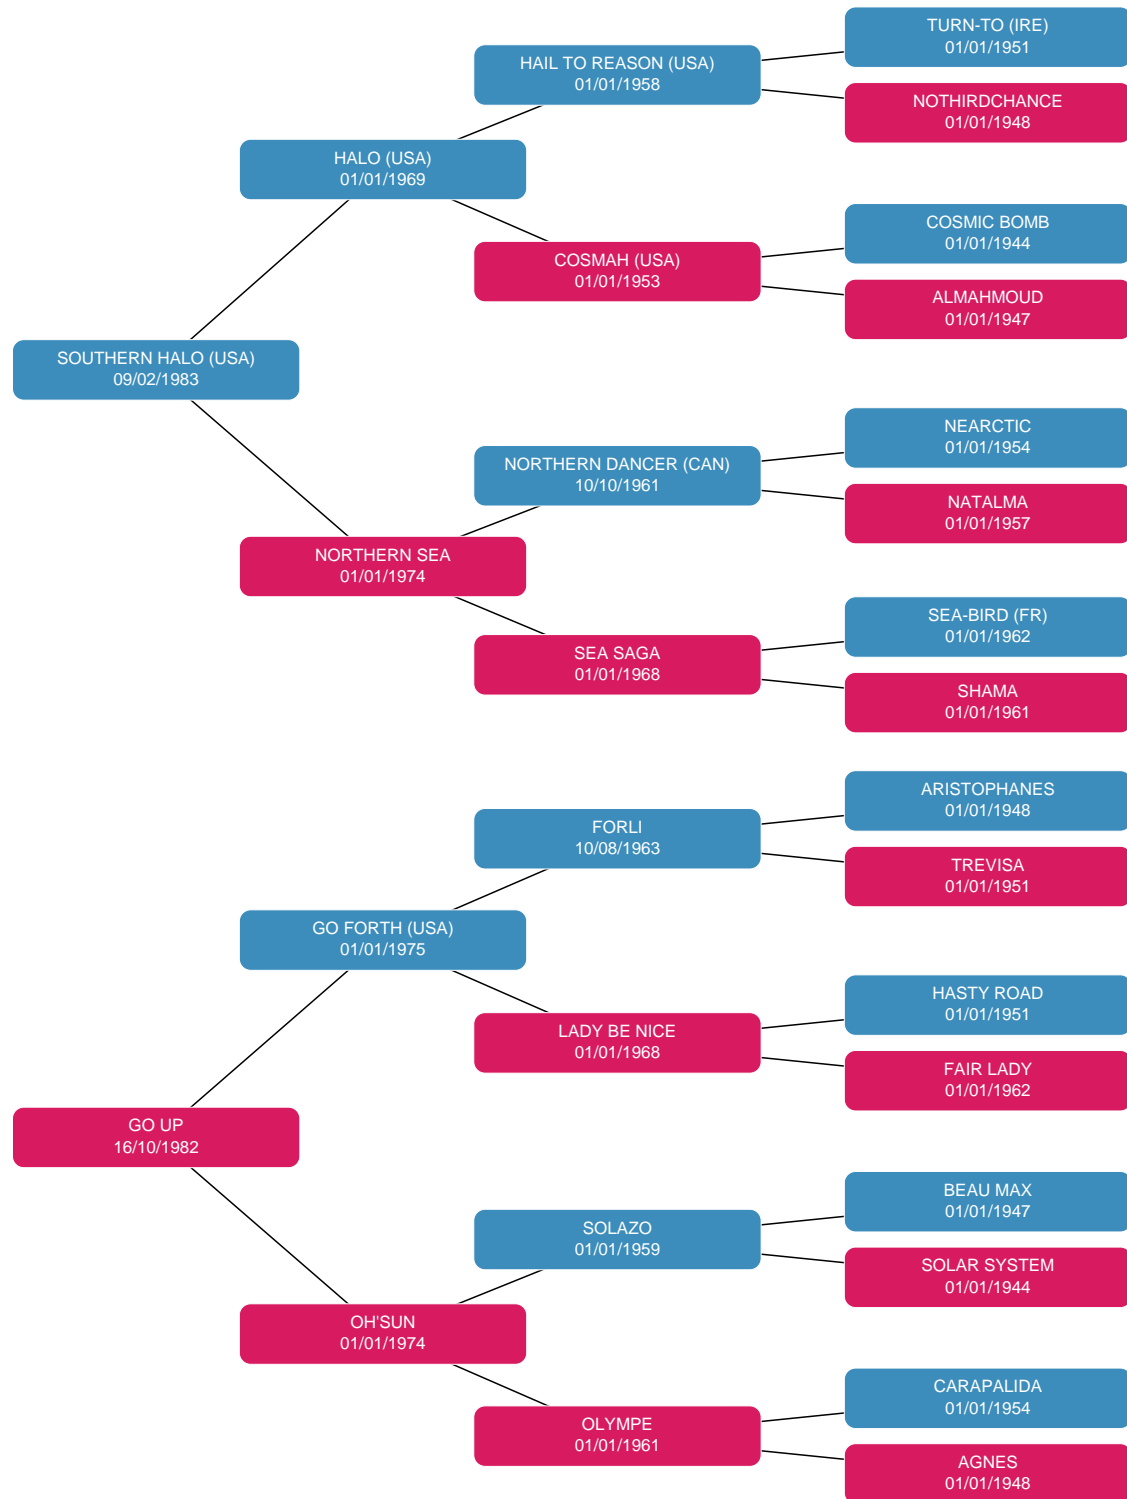 TURN-TO (IRE)
01/01/1951
HAIL TO REASON (USA)
01/01/1958
NOTHIRDCHANCE
01/01/1948
HALO (USA)
01/01/1969
COSMIC BOMB
01/01/1944
COSMAH (USA)
01/01/1953
ALMAHMOUD
01/01/1947
SOUTHERN HALO (USA)
09/02/1983
NEARCTIC
01/01/1954
NORTHERN DANCER (CAN)
10/10/1961
NATALMA
01/01/1957
NORTHERN SEA
01/01/1974
SEA-BIRD (FR)
01/01/1962
SEA SAGA
01/01/1968
SHAMA
01/01/1961
ARISTOPHANES
01/01/1948
FORLI
10/08/1963
TREVISA
01/01/1951
GO FORTH (USA)
01/01/1975
HASTY ROAD
01/01/1951
LADY BE NICE
01/01/1968
FAIR LADY
01/01/1962
GO UP
16/10/1982
BEAU MAX
01/01/1947
SOLAZO
01/01/1959
SOLAR SYSTEM
01/01/1944
OH'SUN
01/01/1974
CARAPALIDA
01/01/1954
OLYMPE
01/01/1961
AGNES
01/01/1948